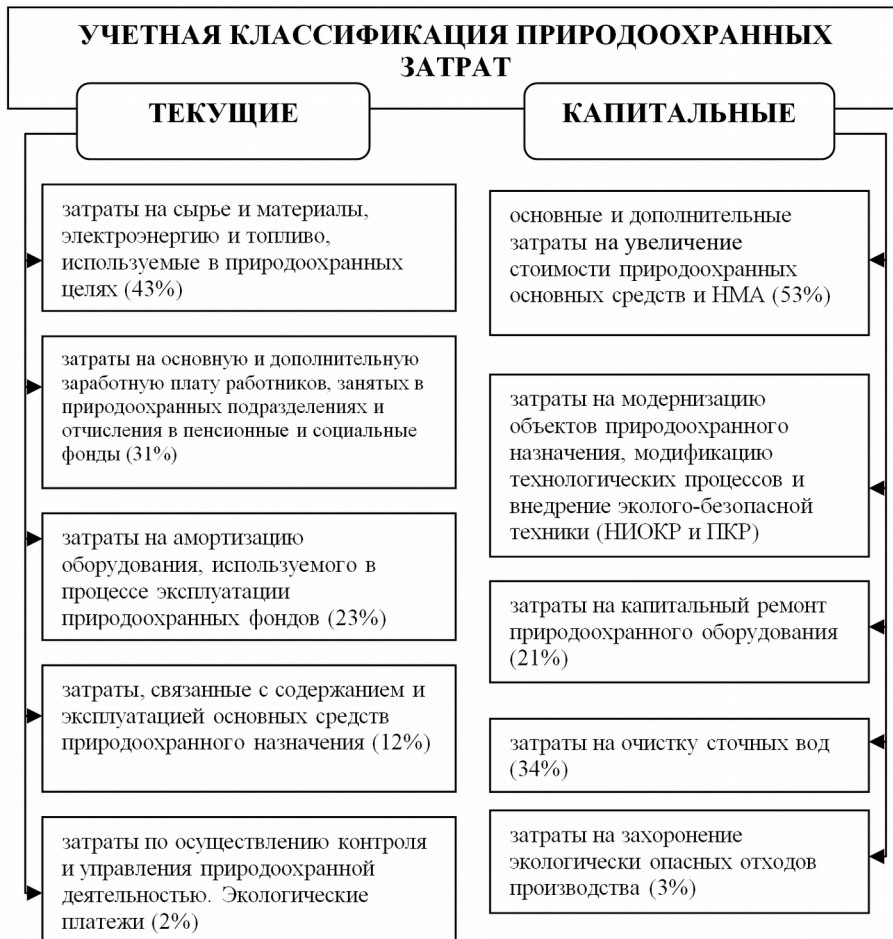 УЧЕТНАЯ КЛАССИФИКАЦИЯ ПРИРОДООХРАННЫХ
ЗАТРАТ
ТЕКУЩИЕ
затраты на сырье и материалы,
электроэнергию и топливо,
используемые в природоохранных
целях (43%)
затраты на основную и дополнительную
заработную плату работников, занятых в
природоохранных подразделениях и
отчисления в пенсионные и социальные
фонды (31%)
затраты на амортизацию
оборудования, используемого в
процессе эксплуатации
природоохранных фондов (23%)
затраты, связанные с содержанием и
эксплуатацией основных средств
природоохранного назначения (12%)
затраты по осуществлению контроля
и управления природоохранной
деятельностью. Экологические
платежи (2%)
КАПИТАЛЬНЫЕ
основные и дополнительные
затраты на увеличение
стоимости природоохранных
основных средств и НМА (53%)
затраты на модернизацию
объектов природоохранного
назначения, модификацию
технологических процессов и
внедрение эколого-безопасной
техники (НИОКР и ПКР)
затраты на капитальный ремонт
природоохранного оборудования
(21%)
затраты на очистку сточных вод
(34%)
затраты на захоронение
экологически опасных отходов
производства (3%)